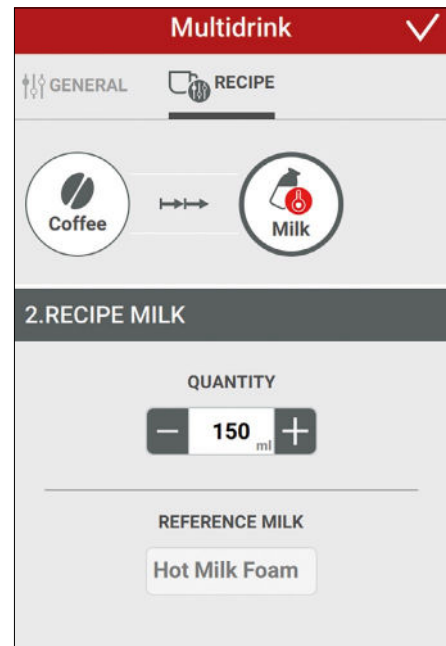 Multidrink
GENERAL RECIPE
Coffee Milk
2.RECIPE MILK
QUANTITY
150 ml
REFERENCE MILK
Hot Milk Foam